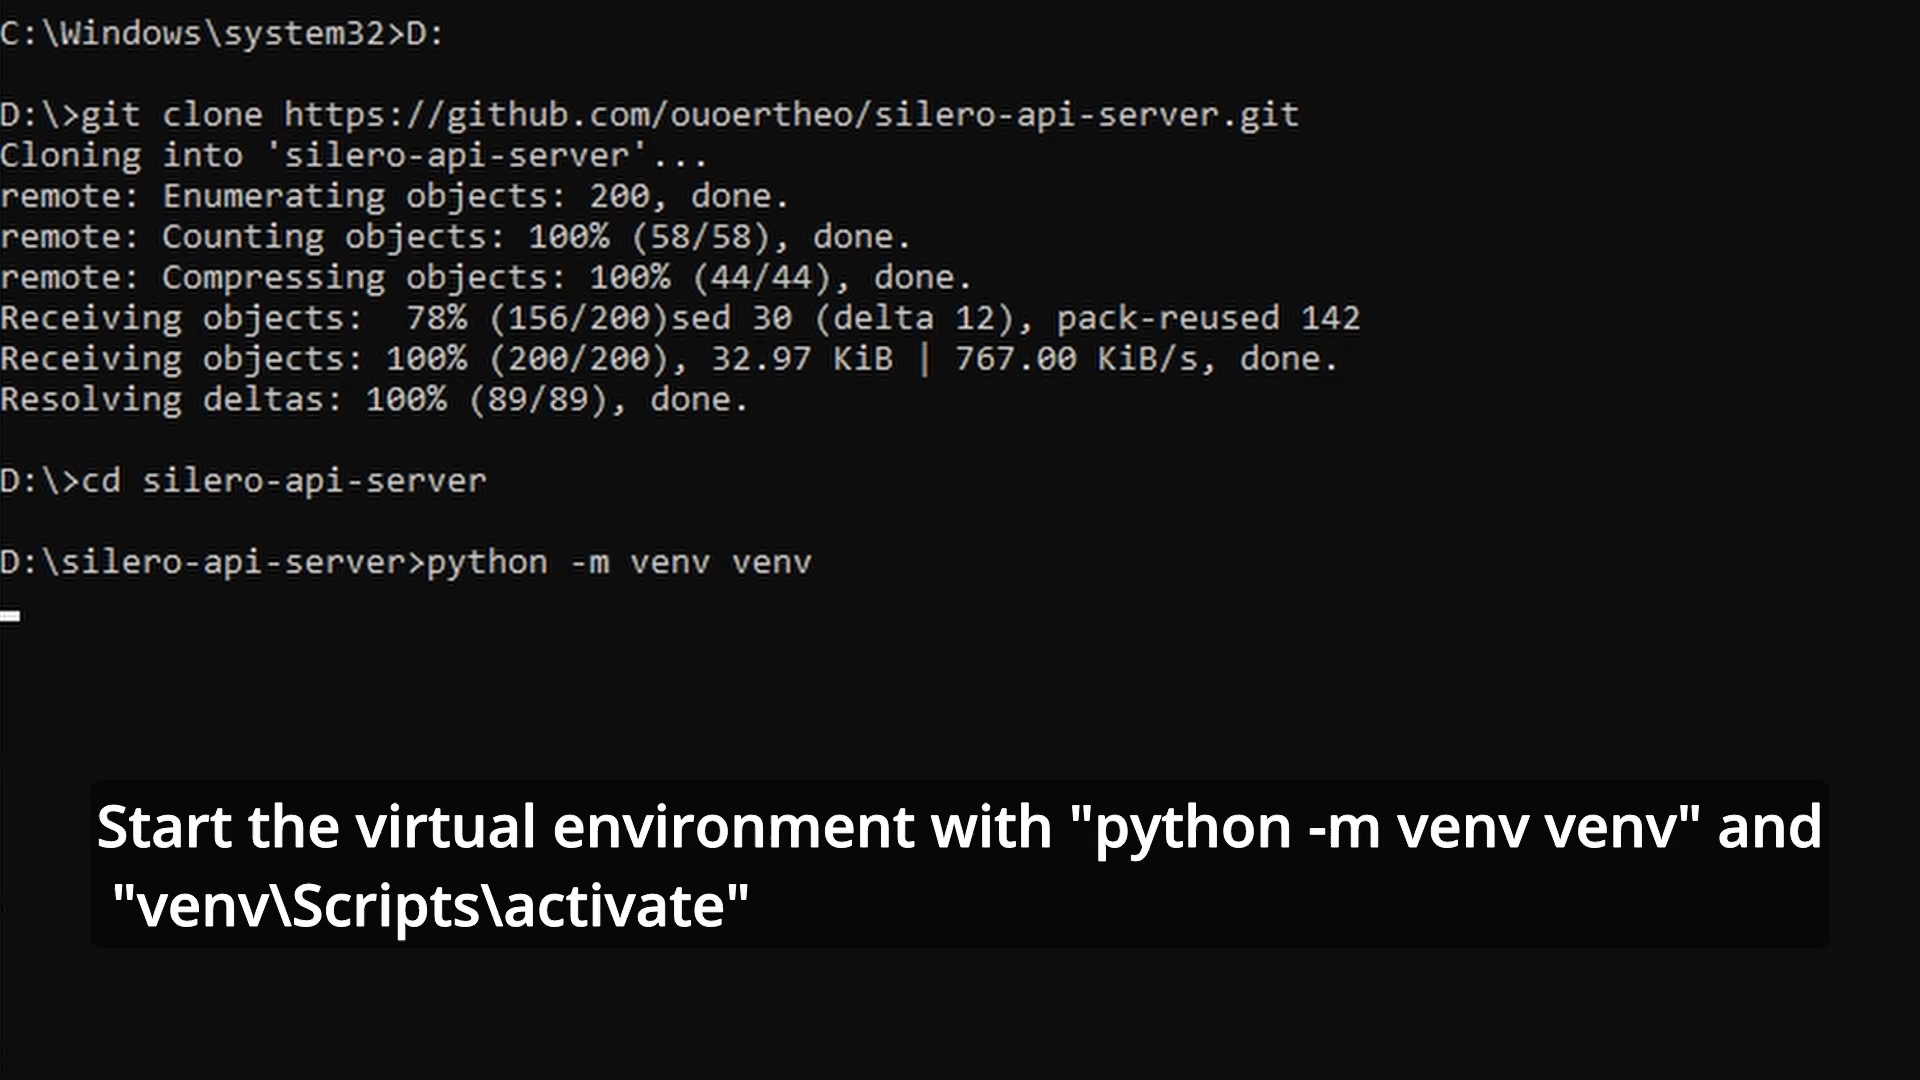 C:\Windows\system32>D:
D:\>git clone https://github.com/ouoertheo/silero-api-server.git
Cloning into 'silero-api-server'...
remote: Enumerating objects: 200, done.
remote: Counting objects: 100% (58/58), done.
remote: Compressing objects: 100% (44/44), done.
Receiving objects:  78% (156/200)sed 30 (delta 12), pack-reused 142
Receiving objects: 100% (200/200), 32.97 KiB | 767.00 KiB/s, done.
Resolving deltas: 100% (89/89), done.
D:\>cd silero-api-server
D:\silero-api-server>python -m venv venv
Start the virtual environment with "python -m venv venv" and
"venv\Scripts\activate"